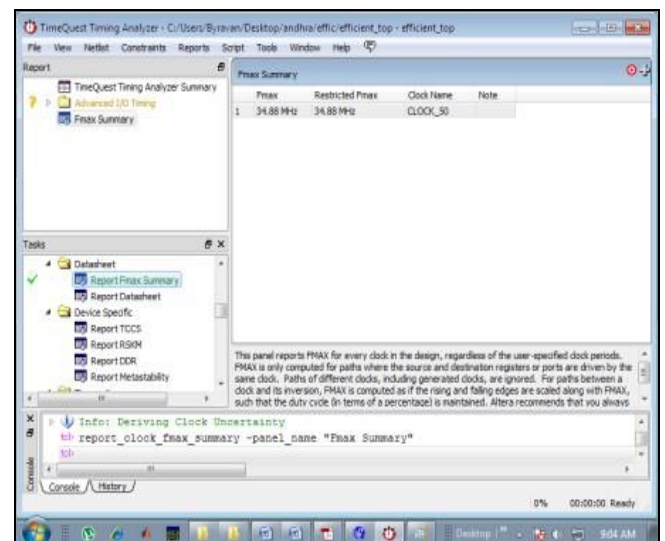 TimeQuest Timing Analyzer - C:/Users/Byravan/Desktop/andhra/effic/efficient_top - efficient_top
File View Netlist Constraints Reports Script Tools Window Help
Report
TimeQuest Timing Analyzer Summary
Advanced I/O Timing
Fmax Summary
Fmax Summary
Fmax Restricted Fmax Clock Name Note
1 34.88 MHz 34.88 MHz CLOCK_50
Tasks
Datasheet
Report Fmax Summary
Report Datasheet
Device Specific
Report TCCS
Report RSKM
Report DDR
Report Metastability
This panel reports FMAX for every clock in the design, regardless of the user-specified clock periods.
FMAX is only computed for paths where the source and destination registers or ports are driven by the
same clock. Paths of different clocks, including generated clocks, are ignored. For paths between a
clock and its inversion, FMAX is computed as if the rising and falling edges are scaled along with FMAX,
such that the duty cycle (in terms of a percentage) is maintained. Altera recommends that you always
Info: Deriving Clock Uncertainty
tcl> report_clock_fmax_summary -panel_name "Fmax Summary"
tcl>
Console
Console History
0% 00:00:00 Ready
Desktop
9:04 AM